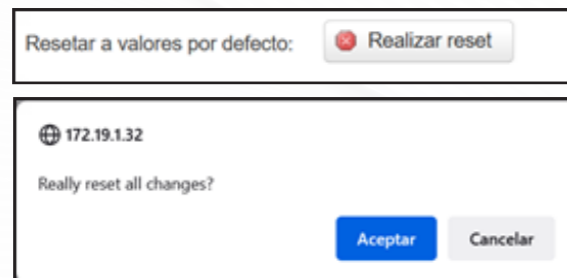 Resetar a valores por defecto: Realizar reset
172.19.1.32
Really reset all changes?
Aceptar Cancelar